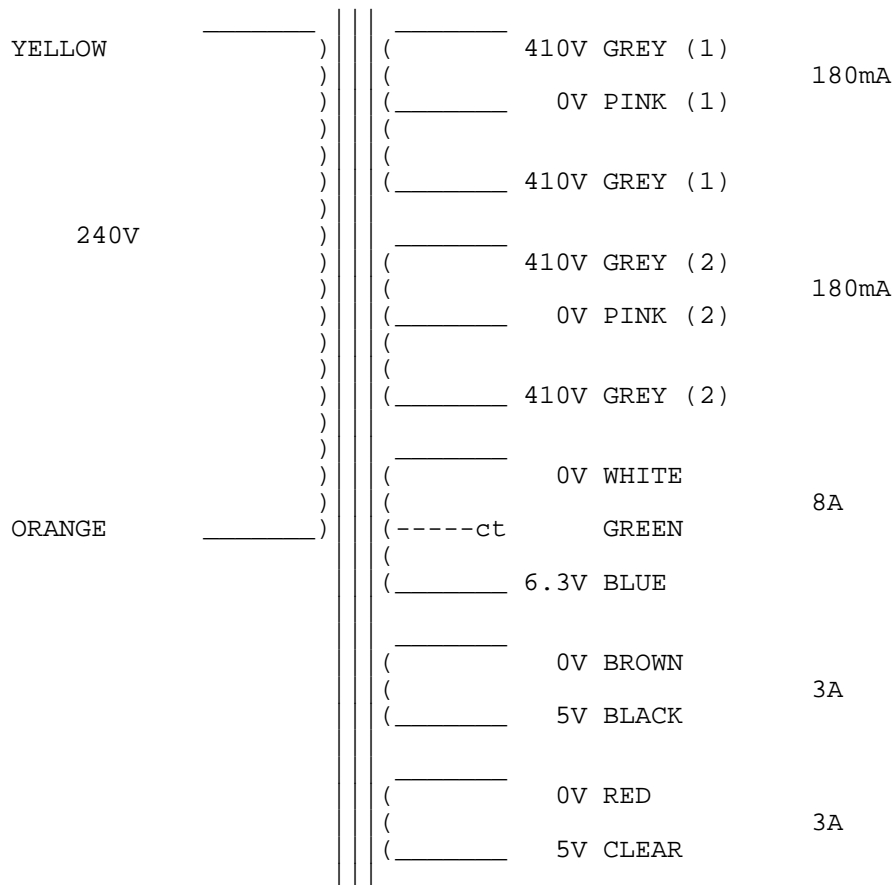 YELLOW 410V GREY (1)
180mA
0V PINK (1)
410V GREY (1)
240V
410V GREY (2)
180mA
0V PINK (2)
410V GREY (2)
0V WHITE
8A
ORANGE -----ct GREEN
6.3V BLUE
0V BROWN
3A
5V BLACK
0V RED
3A
5V CLEAR